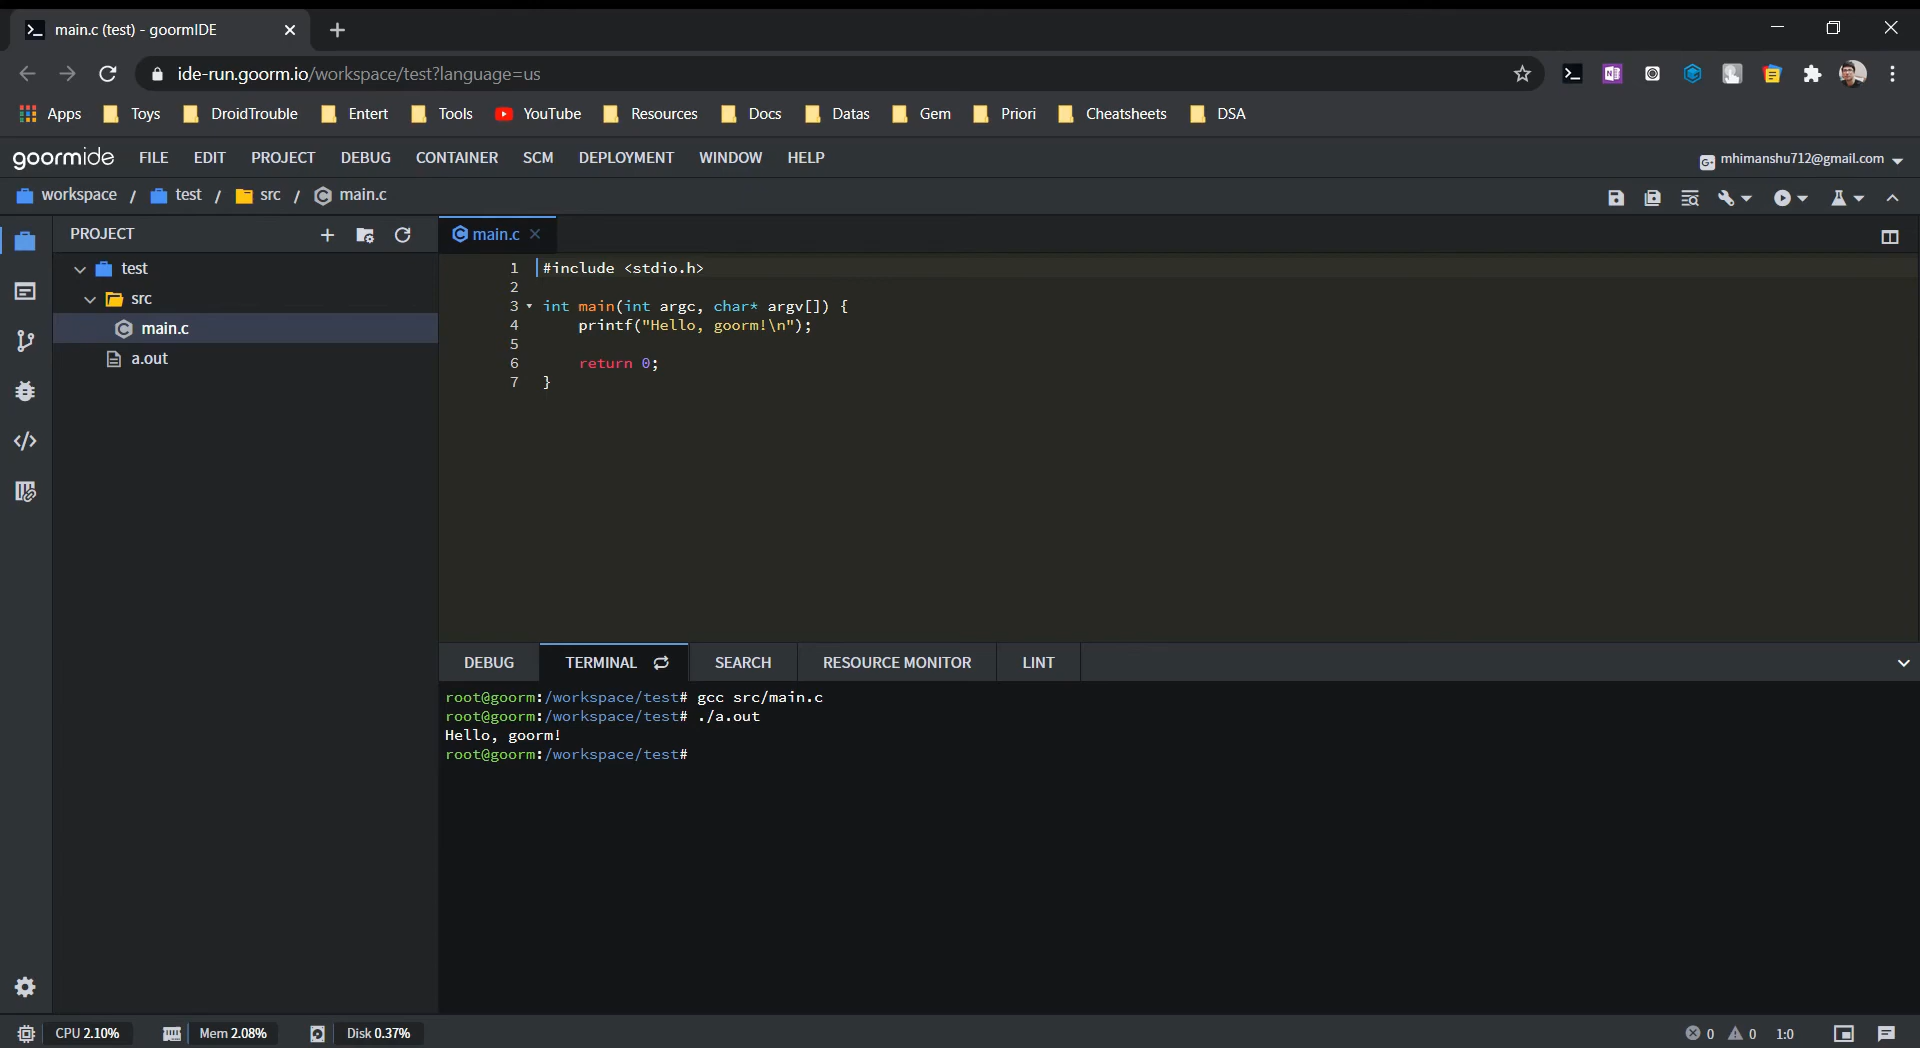 main.c (test) - goormIDE
ide-run.goorm.io/workspace/test?language=us
Apps Toys DroidTrouble Entert Tools YouTube Resources Docs Datas Gem Priori Cheatsheets DSA
goormide FILE EDIT PROJECT DEBUG CONTAINER SCM DEPLOYMENT WINDOW HELP
G+ mhimanshu712@gmail.com
workspace / test / src / main.c
PROJECT
test
src
main.c
a.out
main.c
1 #include <stdio.h>
2
3 int main(int argc, char* argv[]) {
4 printf("Hello, goorm!\n");
5
6 return 0;
7 }
DEBUG TERMINAL SEARCH RESOURCE MONITOR LINT
root@goorm:/workspace/test# gcc src/main.c
root@goorm:/workspace/test# ./a.out
Hello, goorm!
root@goorm:/workspace/test#
CPU 2.10% Mem 2.08% Disk 0.37% 0 0 1:0